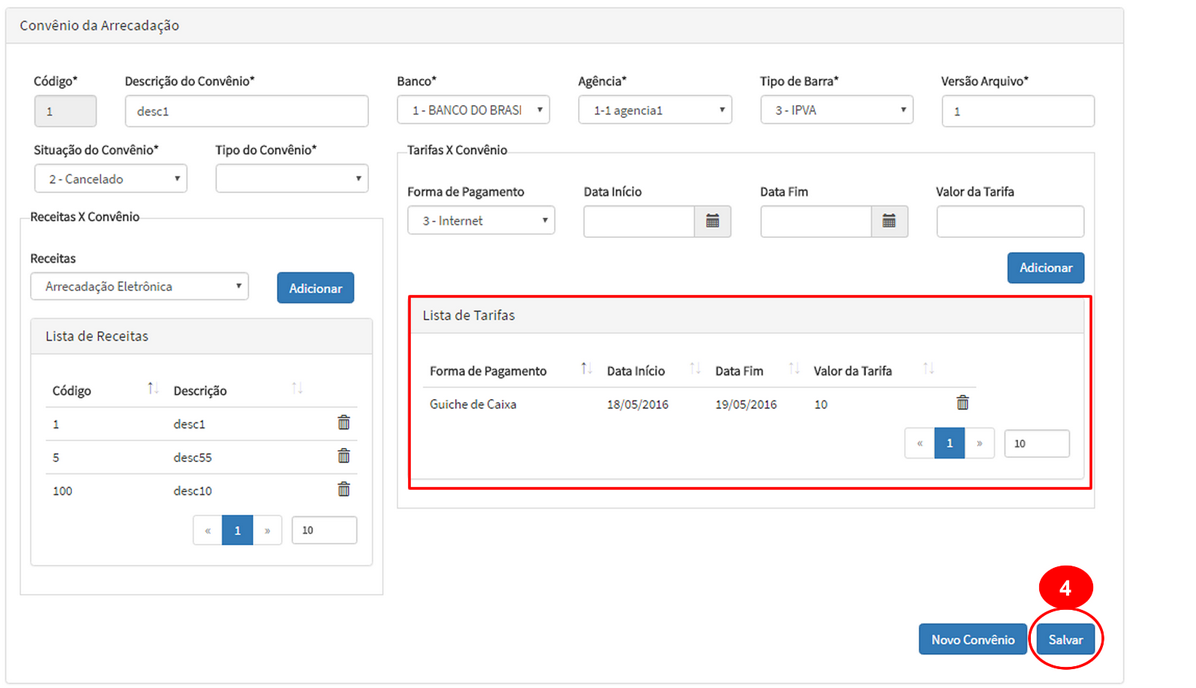 Convênio da Arrecadação
Código* Descrição do Convênio* Banco* Agência* Tipo de Barra* Versão Arquivo*
1 desc1 1 - BANCO DO BRASI 1-1 agencia1 3 - IPVA 1
Situação do Convênio* Tipo do Convênio*
2 - Cancelado
Receitas X Convênio
Receitas
Arrecadação Eletrônica Adicionar
Lista de Receitas
Código Descrição
1 desc1
5 desc55
100 desc10
« 1 » 10
Tarifas X Convênio
Forma de Pagamento Data Início Data Fim Valor da Tarifa
3 - Internet
Adicionar
Lista de Tarifas
Forma de Pagamento Data Início Data Fim Valor da Tarifa
Guiche de Caixa 18/05/2016 19/05/2016 10
« 1 » 10
4
Novo Convênio Salvar